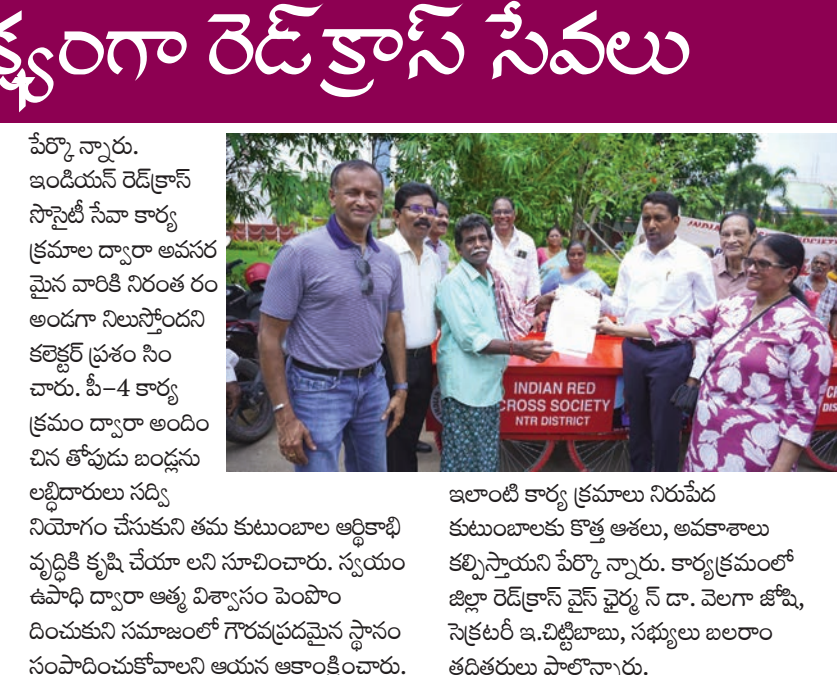 క్ష్యంగా రెడ్ క్రాస్ సేవలు
పేర్కొ న్నారు.
ఇండియన్ రెడ్‌క్రాస్
సొసైటీ సేవా కార్య
క్రమాల ద్వారా అవసర
మైన వారికి నిరంత రం
అండగా నిలుస్తోందని
కలెక్టర్ ప్రశం సిం
చారు. పీ–4 కార్య
క్రమం ద్వారా అందిం
చిన తోపుడు బండ్లను
లబ్ధిదారులు సద్వి
నియోగం చేసుకుని తమ కుటుంబాల ఆర్థికాభి
వృద్ధికి కృషి చేయా లని సూచించారు. స్వయం
ఉపాధి ద్వారా ఆత్మ విశ్వాసం పెంపొం
దించుకుని సమాజంలో గౌరవప్రదమైన స్థానం
సంపాదించుకోవాలని ఆయన ఆకాంక్షించారు.
INDIAN RED
CROSS SOCIETY
NTR DISTRICT
ఇలాంటి కార్య క్రమాలు నిరుపేద
కుటుంబాలకు కొత్త ఆశలు, అవకాశాలు
కల్పిస్తాయని పేర్కొ న్నారు. కార్యక్రమంలో
జిల్లా రెడ్‌క్రాస్ వైస్ ఛైర్మ న్ డా. వెలగా జోషి,
సెక్రటరీ ఇ.చిట్టిబాబు, సభ్యులు బలరాం
తదితరులు పాల్గొన్నారు.